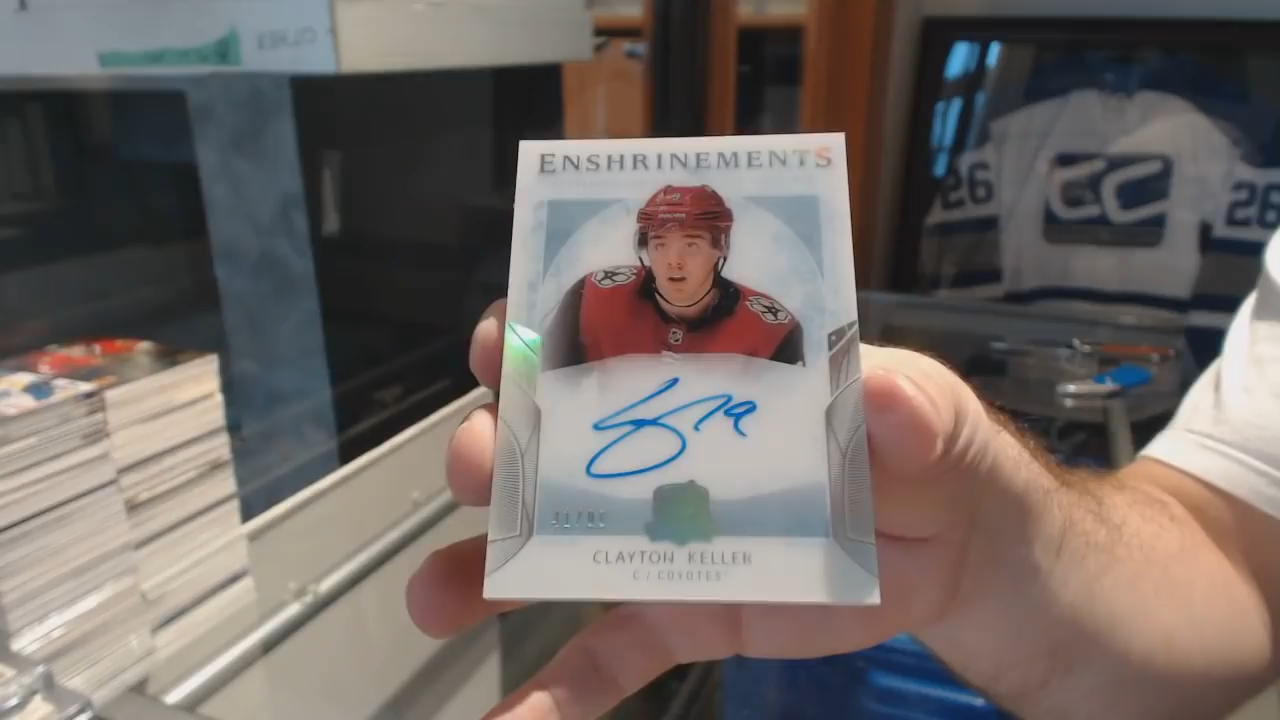 ENSHRINEMENTS
CLAYTON KELLER
C / COYOTES
26
26